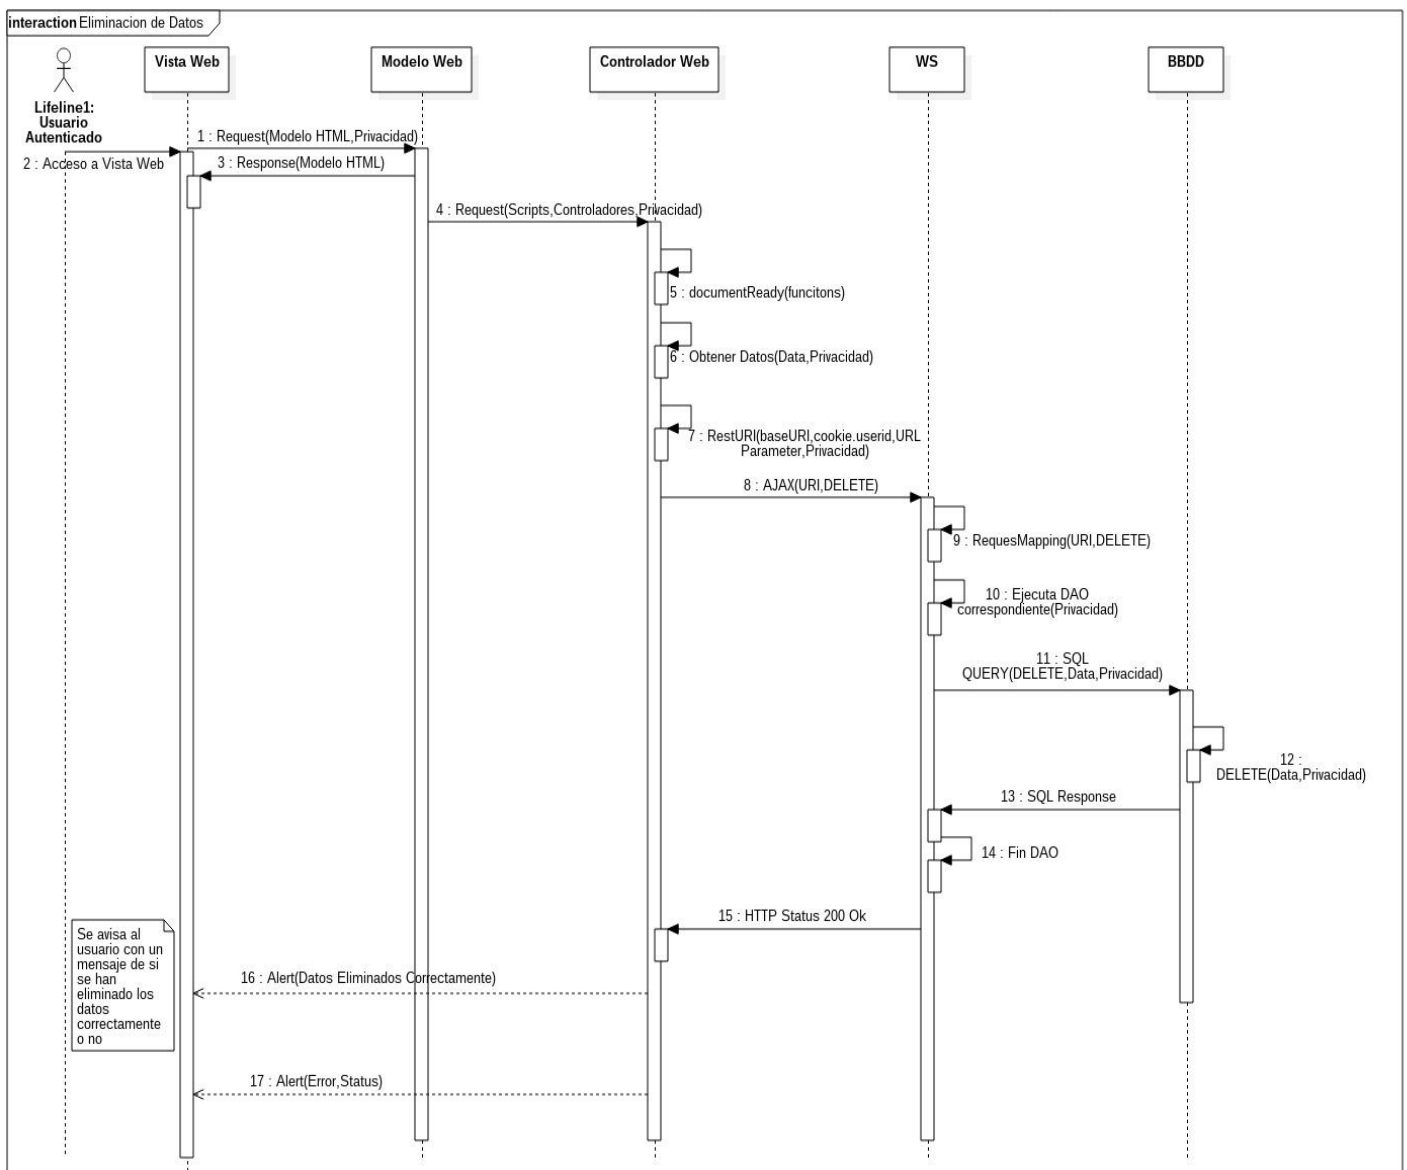 interaction Eliminacion de Datos
Vista Web
Modelo Web
Controlador Web
WS
BBDD
Lifeline1:
Usuario
Autenticado
1 : Request(Modelo HTML,Privacidad)
2 : Acceso a Vista Web
3 : Response(Modelo HTML)
4 : Request(Scripts,Controladores,Privacidad)
5 : documentReady(funcitons)
6 : Obtener Datos(Data,Privacidad)
7 : RestURI(baseURI,cookie.userid,URL
Parameter,Privacidad)
8 : AJAX(URI,DELETE)
9 : RequesMapping(URI,DELETE)
10 : Ejecuta DAO
correspondiente(Privacidad)
11 : SQL
QUERY(DELETE,Data,Privacidad)
12 :
DELETE(Data,Privacidad)
13 : SQL Response
14 : Fin DAO
15 : HTTP Status 200 Ok
Se avisa al
usuario con un
mensaje de si
se han
eliminado los
datos
correctamente
o no
16 : Alert(Datos Eliminados Correctamente)
17 : Alert(Error,Status)